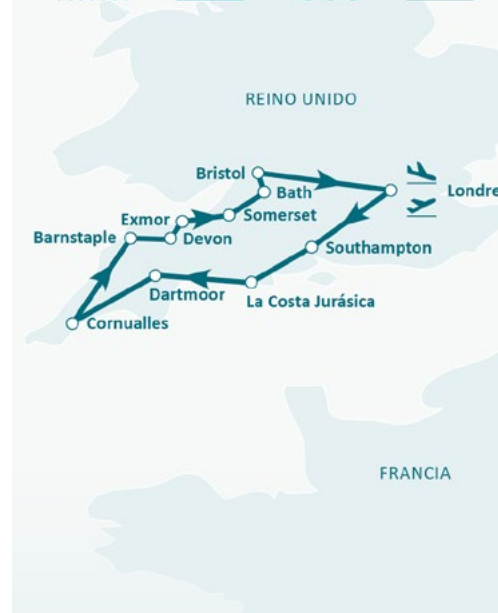 REINO UNIDO
Bristol
Bath
Londre
Exmor
Somerset
Barnstaple
Devon
Southampton
Dartmoor
La Costa Jurásica
Cornualles
FRANCIA